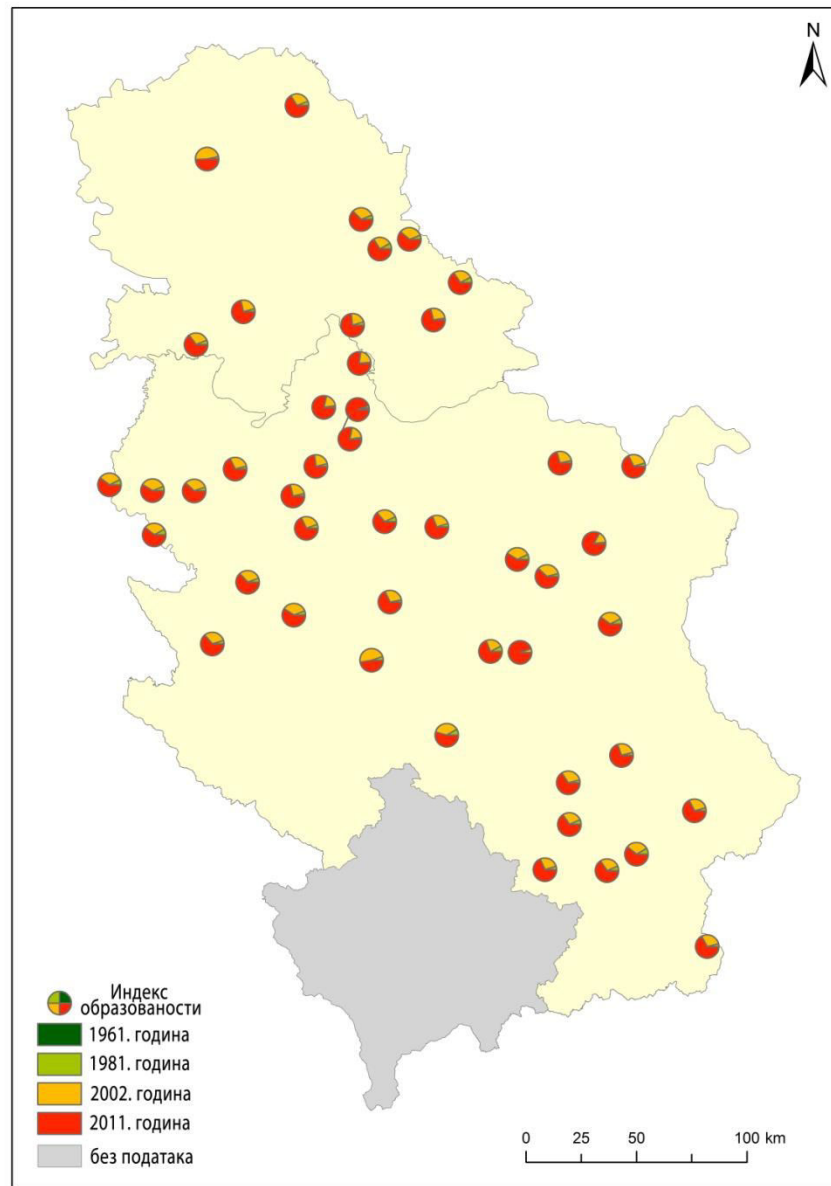 N
Индекс
образованости
1961. година
1981. година
2002. година
2011. година
без података
0 25 50 100 km